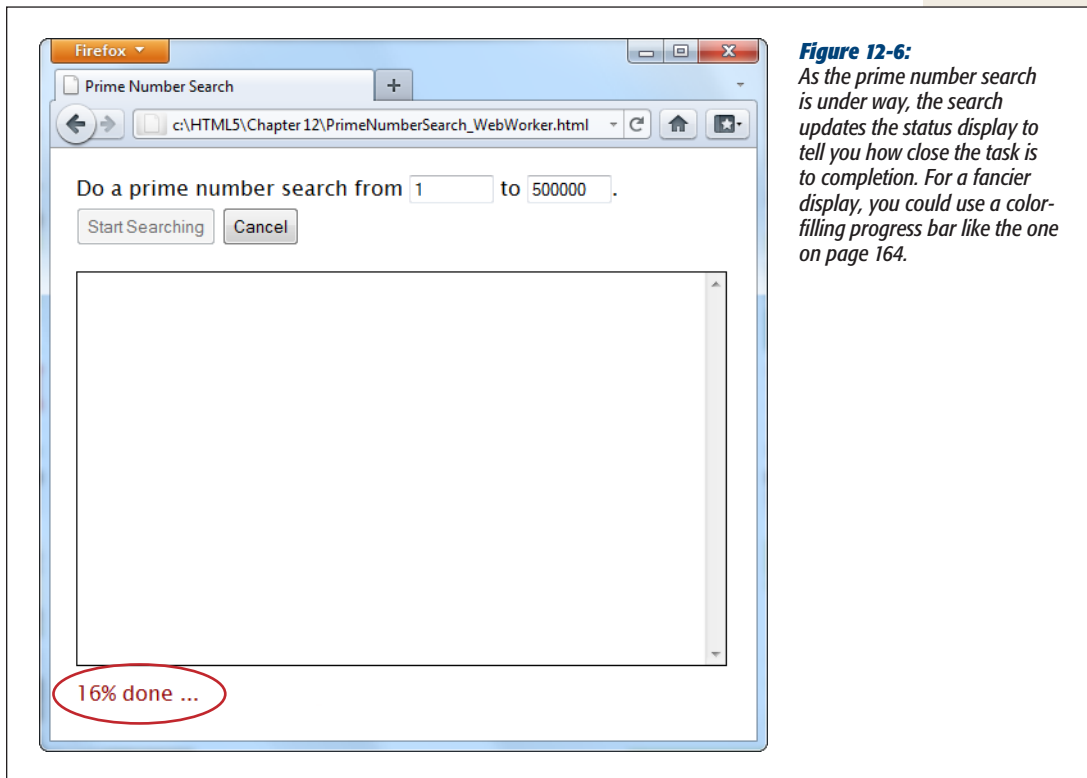 Firefox
Prime Number Search
c:\HTML5\Chapter 12\PrimeNumberSearch_WebWorker.html
Do a prime number search from 1 to 500000 .
Start Searching Cancel
16% done ...
Figure 12-6:
As the prime number search
is under way, the search
updates the status display to
tell you how close the task is
to completion. For a fancier
display, you could use a color-
filling progress bar like the one
on page 164.